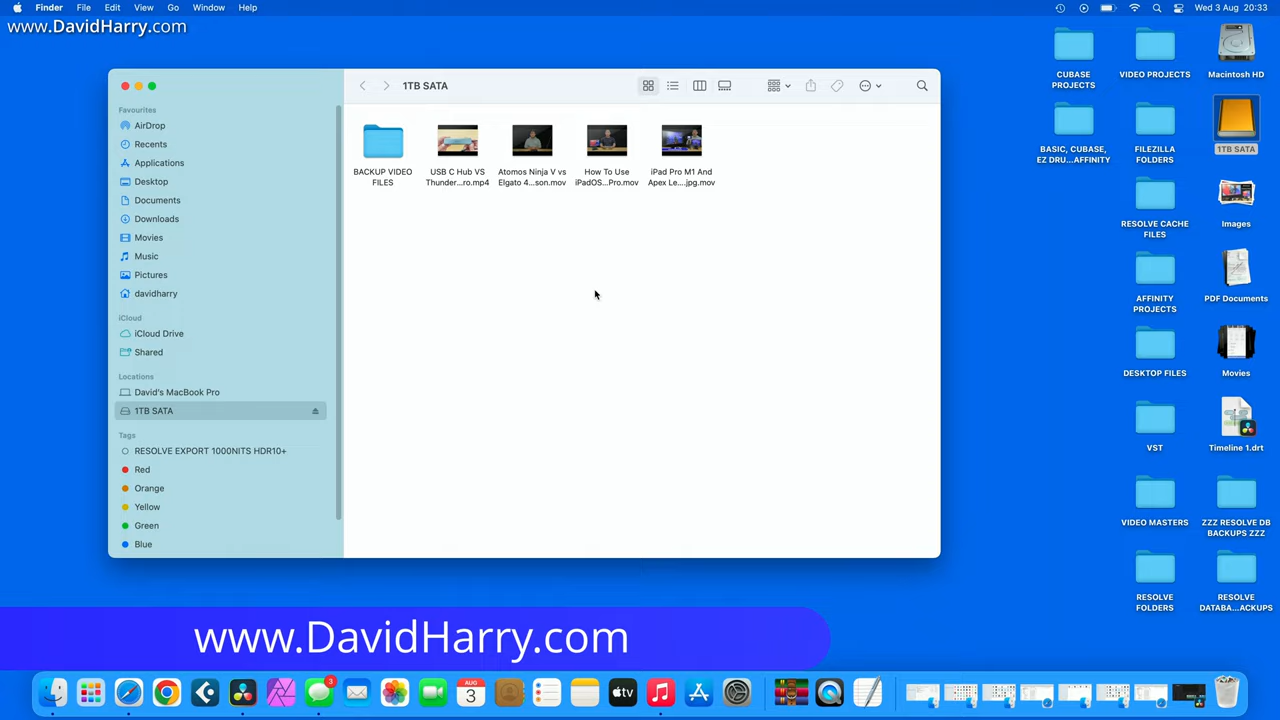 Finder File Edit View Go Window Help
Wed 3 Aug 20:33
www.DavidHarry.com
1TB SATA
Favourites
AirDrop
Recents
Applications
Desktop
Documents
Downloads
Movies
Music
Pictures
davidharry
iCloud
iCloud Drive
Shared
Locations
David's MacBook Pro
1TB SATA
Tags
RESOLVE EXPORT 1000NITS HDR10+
Red
Orange
Yellow
Green
Blue
BACKUP VIDEO
FILES
USB C Hub VS
Thunder...ro.mp4
Atomos Ninja V vs
Elgato 4...son.mov
How To Use
iPadOS...Pro.mov
iPad Pro M1 And
Apex Le....jpg.mov
CUBASE
PROJECTS
VIDEO PROJECTS
Macintosh HD
BASIC, CUBASE,
EZ DRU...AFFINITY
FILEZILLA
FOLDERS
1TB SATA
RESOLVE CACHE
FILES
Images
AFFINITY
PROJECTS
PDF Documents
DESKTOP FILES
Movies
VST
Timeline 1.drt
VIDEO MASTERS
ZZZ RESOLVE DB
BACKUPS ZZZ
RESOLVE
FOLDERS
RESOLVE
DATABA...ACKUPS
www.DavidHarry.com
3
AUG
3
tv